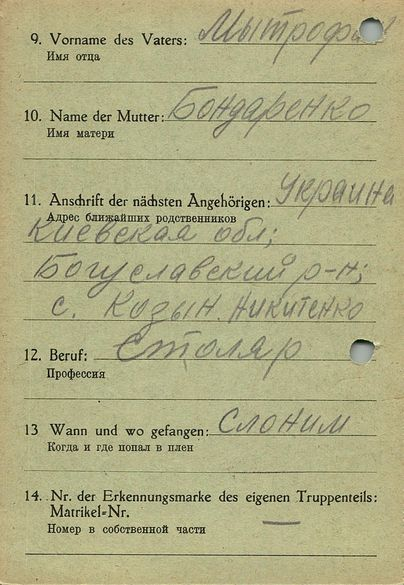 9. Vorname des Vaters: Мытрофан
Имя отца
10. Name der Mutter: Бондаренко
Имя матери
11. Anschrift der nächsten Angehörigen: Украина
Адрес ближайших родственников
Киевская обл;
Богуславский р-н;
с. Козын. Никитенко
12. Beruf: Столяр
Профессия
13 Wann und wo gefangen: Слоним
Когда и где попал в плен
14. Nr. der Erkennungsmarke des eigenen Truppenteils:
Matrikel-Nr. —
Номер в собственной части